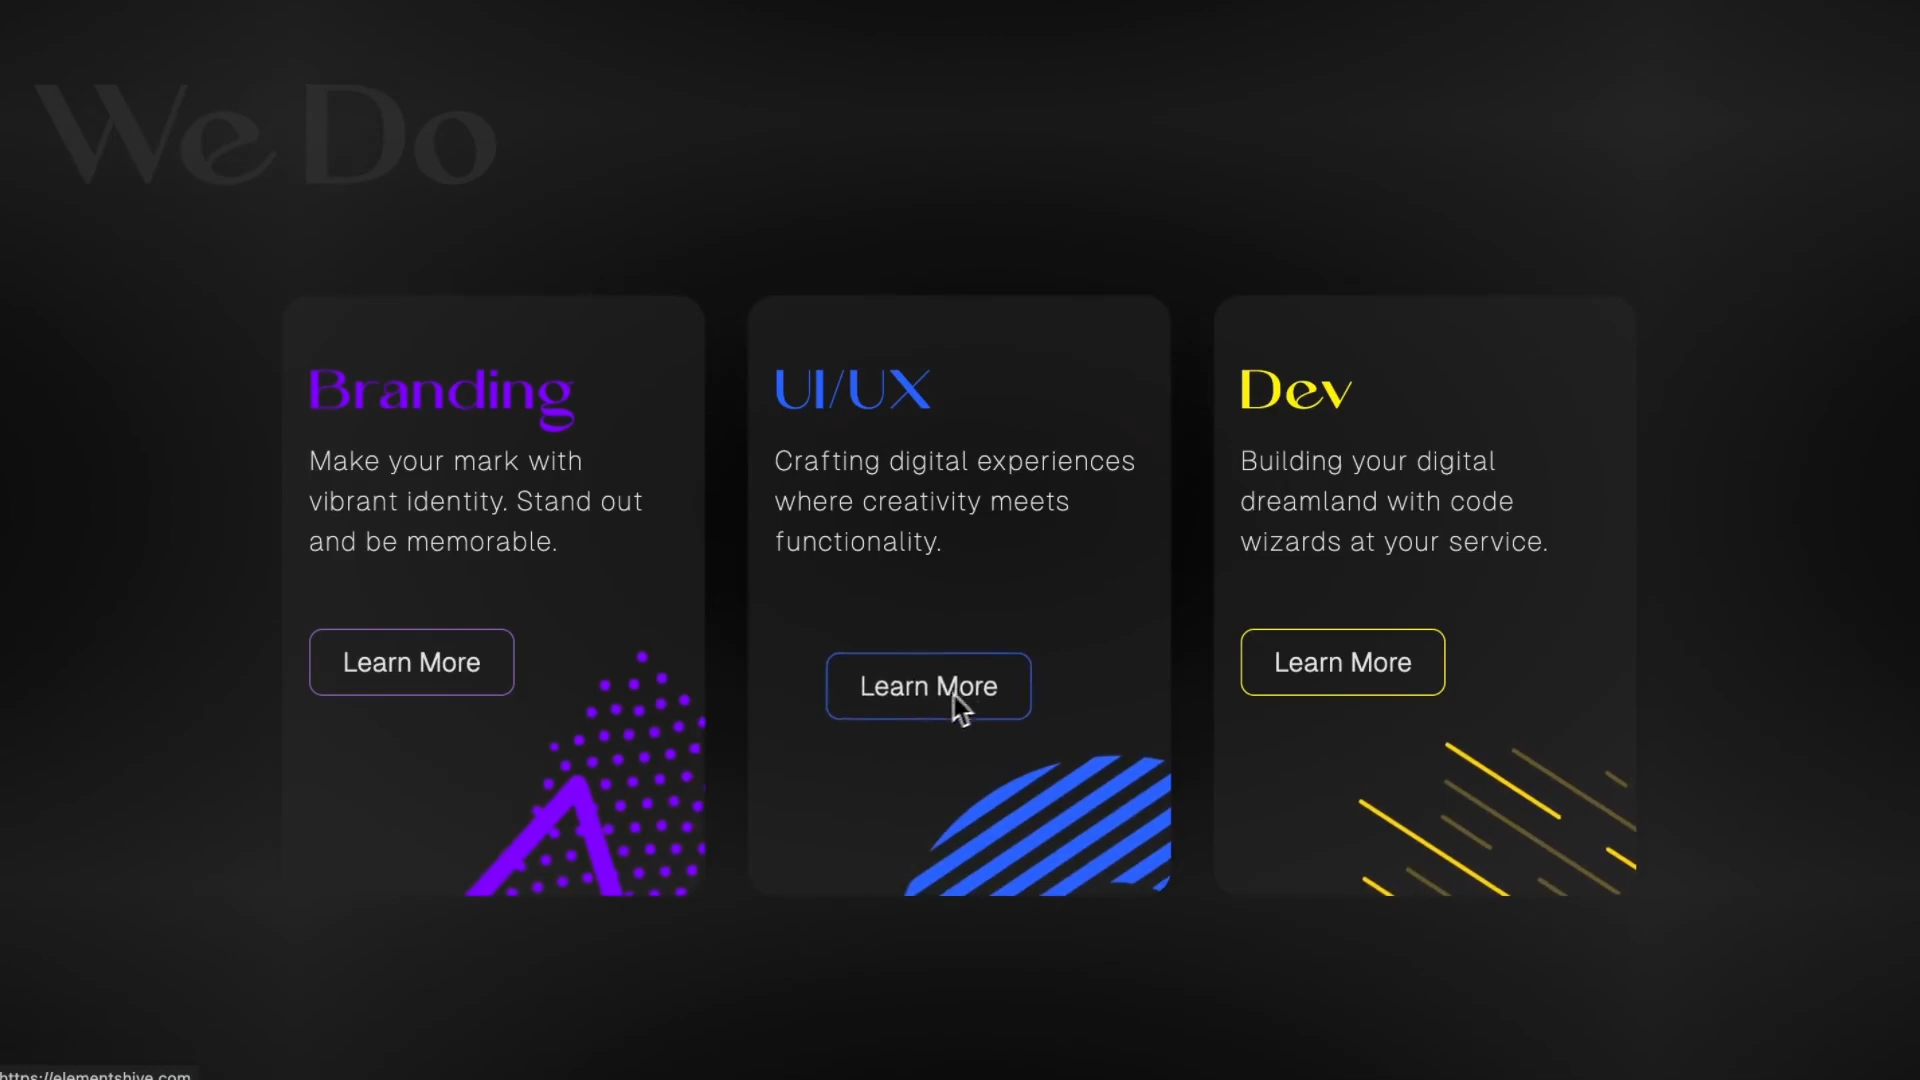 We Do
Branding
Make your mark with
vibrant identity. Stand out
and be memorable.
Learn More
UI/UX
Crafting digital experiences
where creativity meets
functionality.
Learn More
Dev
Building your digital
dreamland with code
wizards at your service.
Learn More
https://elementshive.com